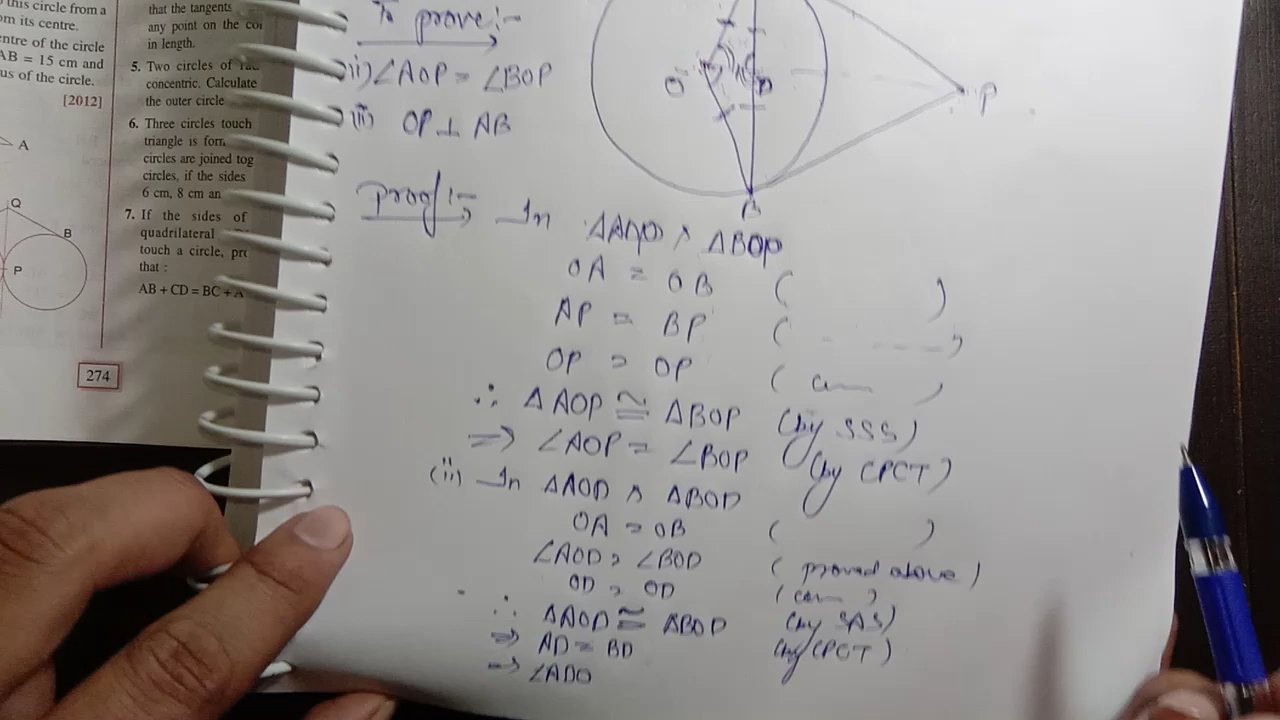 this circle from a
om its centre.
entre of the circle
AB = 15 cm and
us of the circle.
[2012]
A
Q
B
P
that the tangents
any point on the
in length.
5. Two circles of
concentric. Calculate
the outer circle
6. Three circles touch
triangle is
circles are joined tog
circles, if the sides
6 cm, 8 cm an
7. If the sides of
quadrilateral
touch a circle,
that :
AB + CD = BC +
274
To prove:-
ii) ∠AOP = ∠BOP
(ii) OP ⊥ AB
O
D
P
B
Proof:- In ΔAOP ∧ ΔBOP
OA = OB ( )
AP = BP ( )
OP = OP ( com )
∴ ΔAOP ≅ ΔBOP (by SSS)
⇒ ∠AOP = ∠BOP (by CPCT)
(ii) In ΔAOD ∧ ΔBOD
OA = OB ( )
∠AOD = ∠BOD ( proved above )
OD = OD ( com )
∴ ΔAOD ≅ ΔBOD (by SAS)
⇒ AD = BD (by CPCT)
⇒ ∠ADO